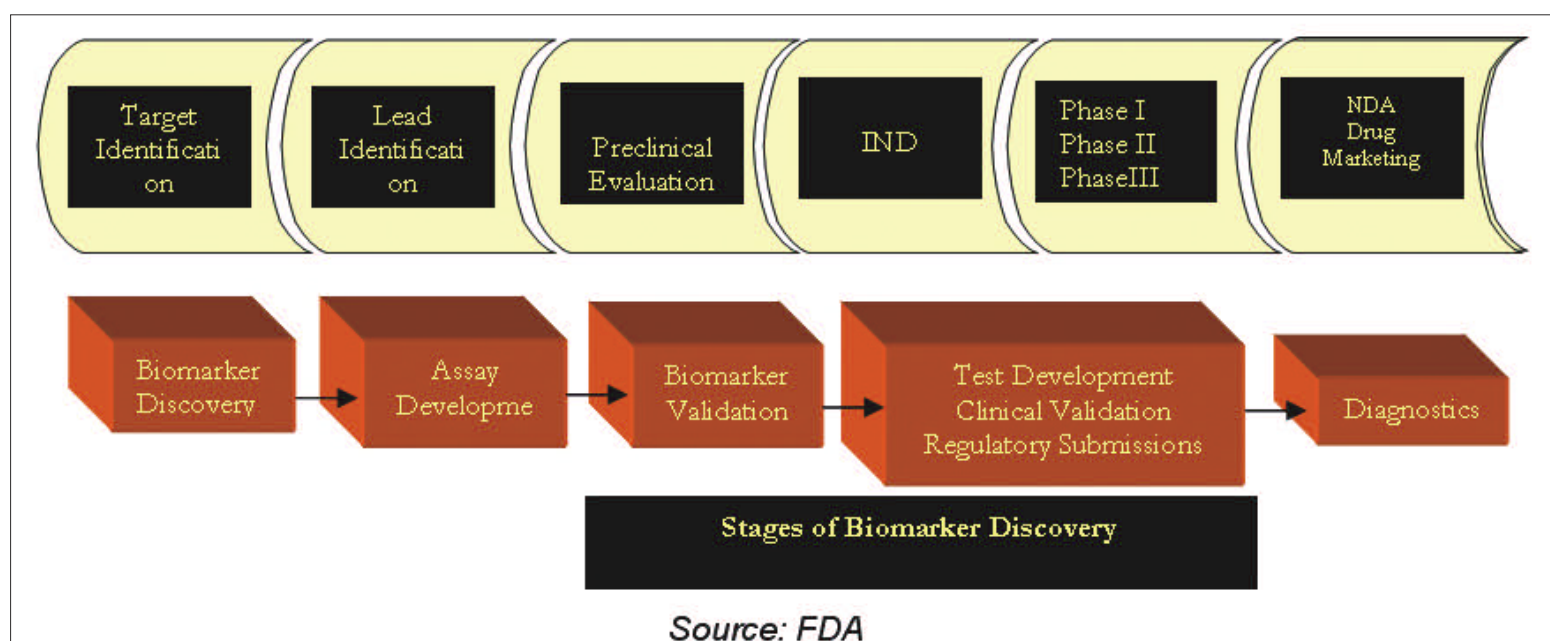 Target
Identificati
on
Lead
Identificati
on
Preclinical
Evaluation
IND
Phase I
Phase II
PhaseIII
NDA
Drug
Marketing
Biomarker
Discovery
Assay
Developme
Biomarker
Validation
Test Development
Clinical Validation
Regulatory Submissions
Diagnostics
Stages of Biomarker Discovery
Source: FDA